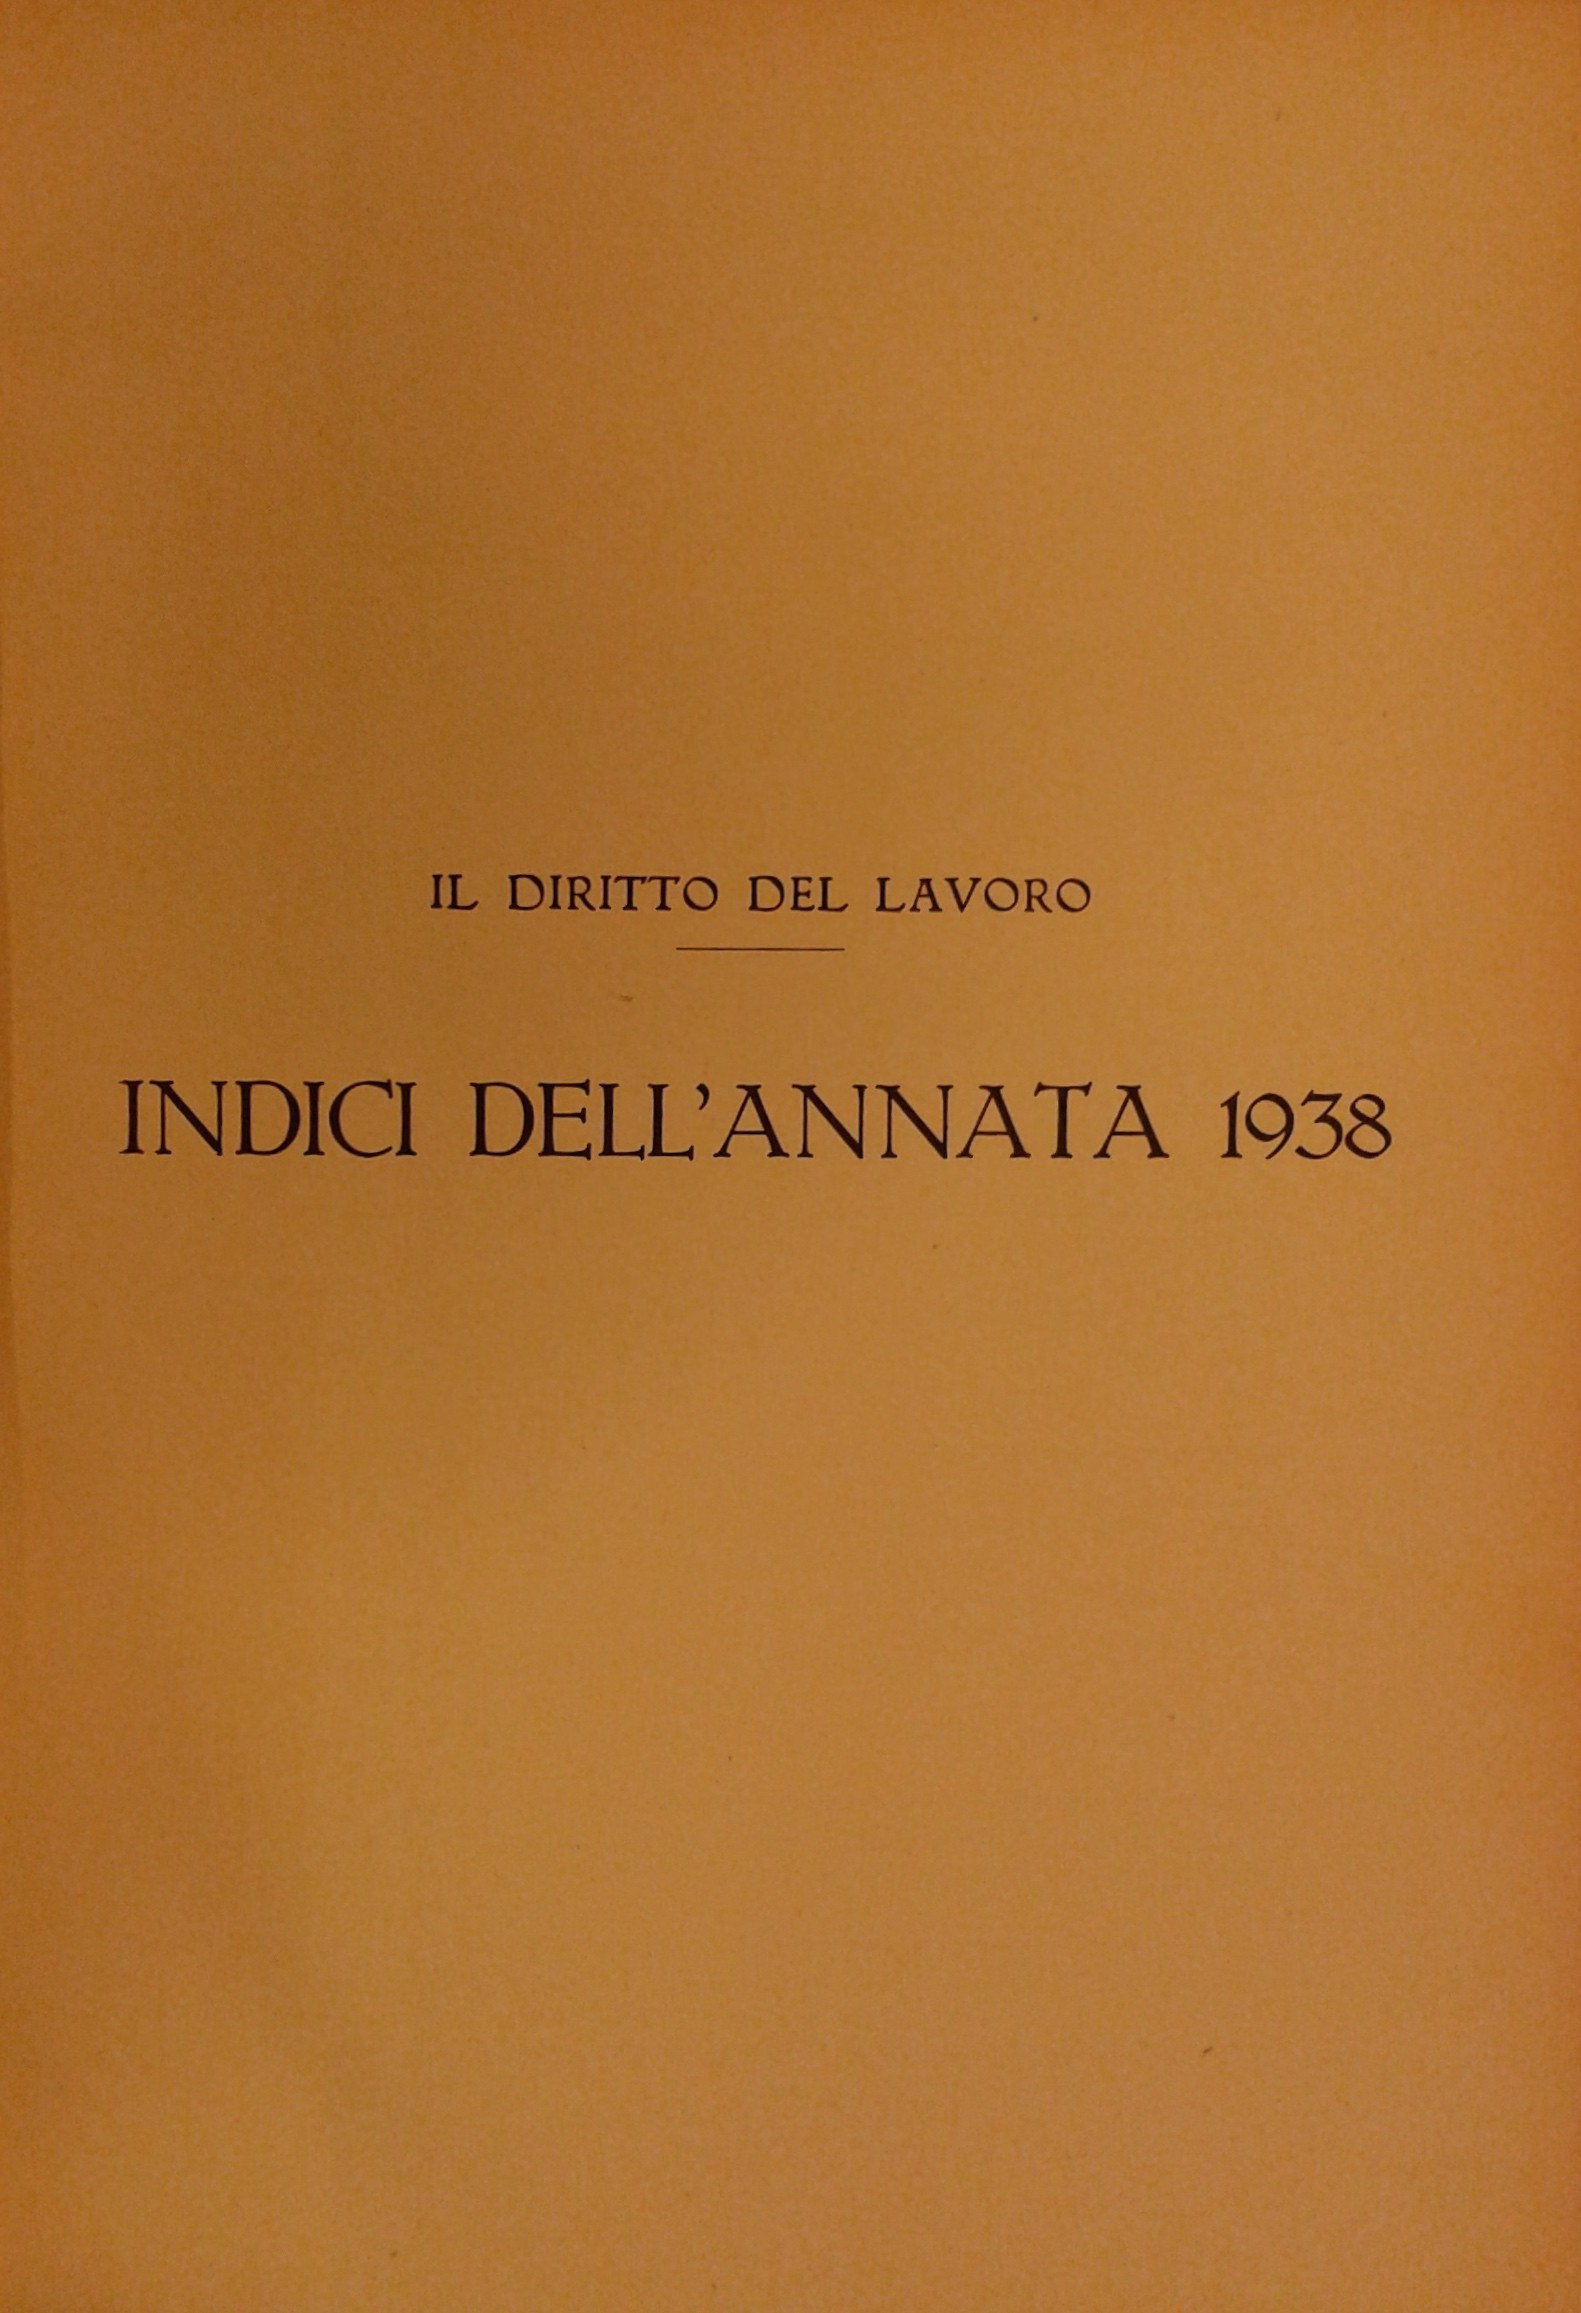 IL DIRITTO DEL LAVORO
INDICI DELL'ANNATA 1938